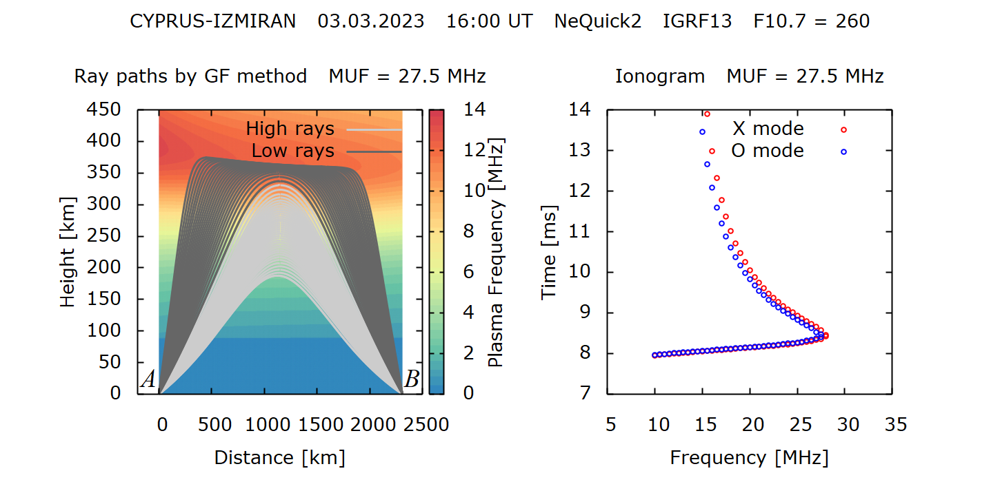 CYPRUS-IZMIRAN 03.03.2023 16:00 UT NeQuick2 IGRF13 F10.7 = 260
Ray paths by GF method MUF = 27.5 MHz
450
400
350
300
250
200
150
100
50
0
Height [km]
High rays
Low rays
A
B
0 500 1000 1500 2000 2500
Distance [km]
14
12
10
8
6
4
2
0
Plasma Frequency [MHz]
Ionogram MUF = 27.5 MHz
14
13
12
11
10
9
8
7
Time [ms]
X mode
O mode
5 10 15 20 25 30 35
Frequency [MHz]